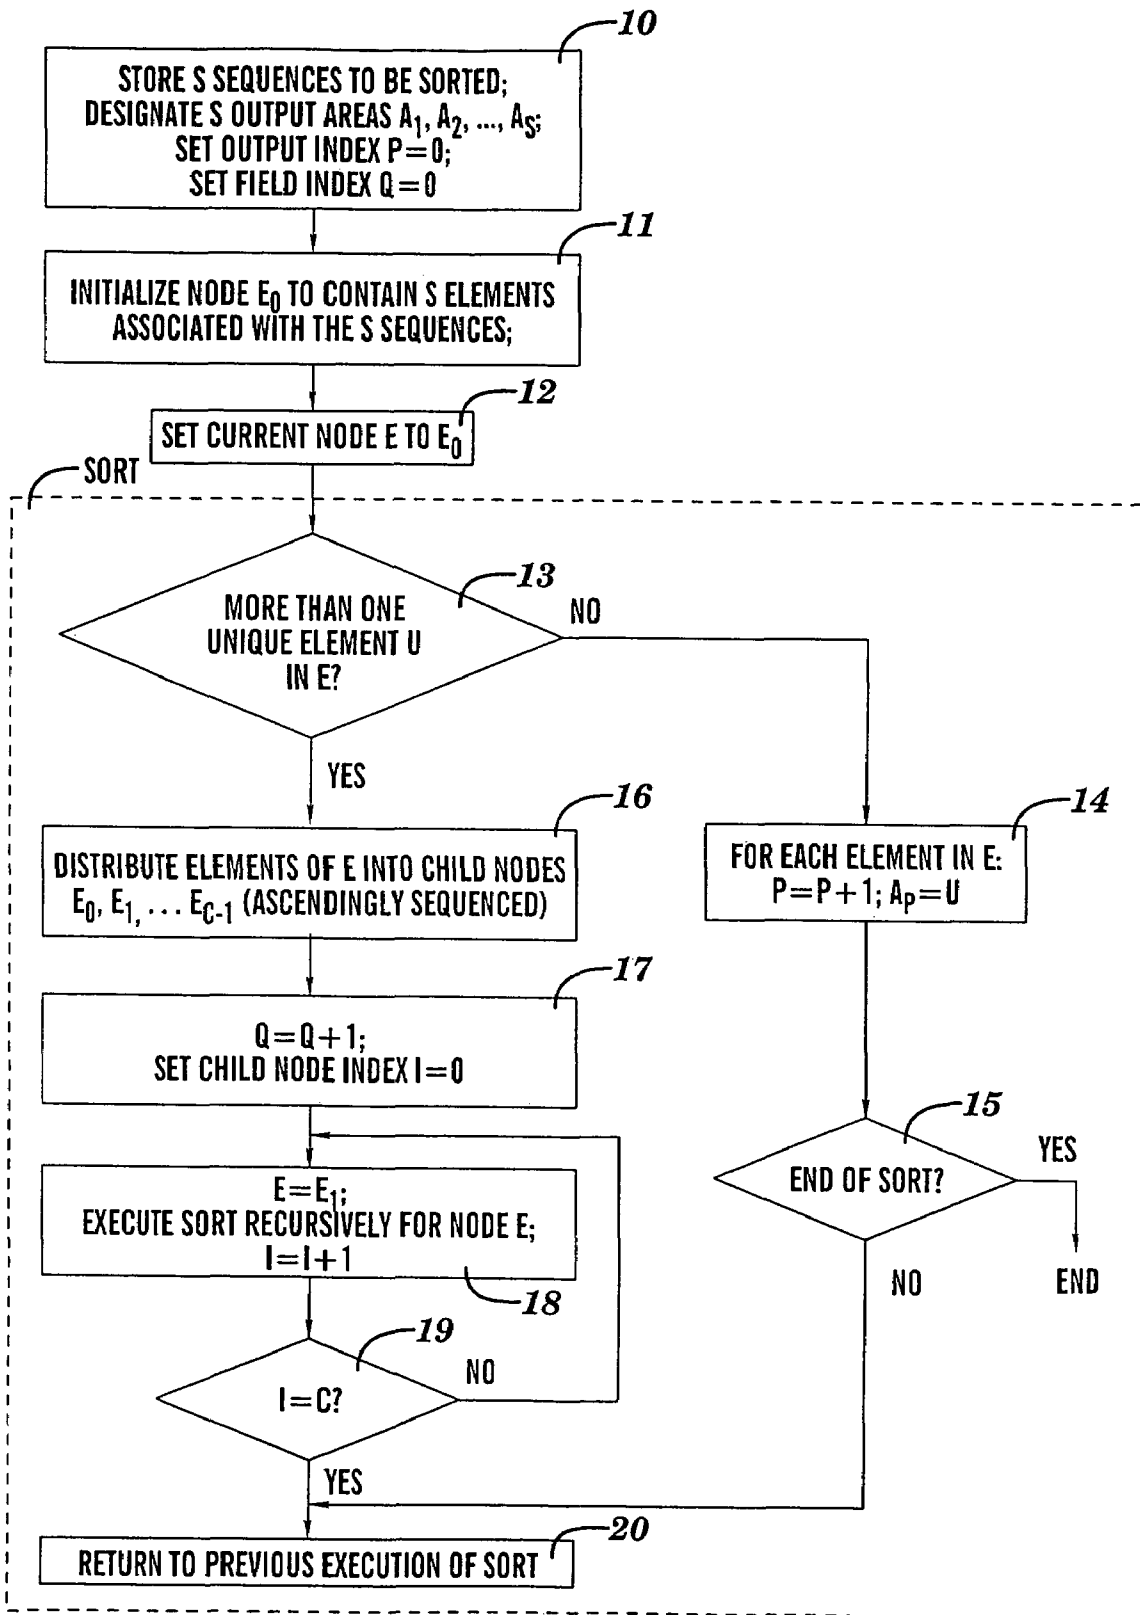 10
STORE S SEQUENCES TO BE SORTED;
DESIGNATE S OUTPUT AREAS A1, A2, ..., AS;
SET OUTPUT INDEX P=0;
SET FIELD INDEX Q=0
11
INITIALIZE NODE E0 TO CONTAIN S ELEMENTS
ASSOCIATED WITH THE S SEQUENCES;
12
SET CURRENT NODE E TO E0
SORT
13
MORE THAN ONE
UNIQUE ELEMENT U
IN E?
NO
YES
16
DISTRIBUTE ELEMENTS OF E INTO CHILD NODES
E0, E1, ... EC-1 (ASCENDINGLY SEQUENCED)
14
FOR EACH ELEMENT IN E:
P=P+1; AP=U
17
Q=Q+1;
SET CHILD NODE INDEX I=0
15
END OF SORT?
YES
END
NO
E=E1;
EXECUTE SORT RECURSIVELY FOR NODE E;
I=I+1
18
19
I=C?
NO
YES
20
RETURN TO PREVIOUS EXECUTION OF SORT